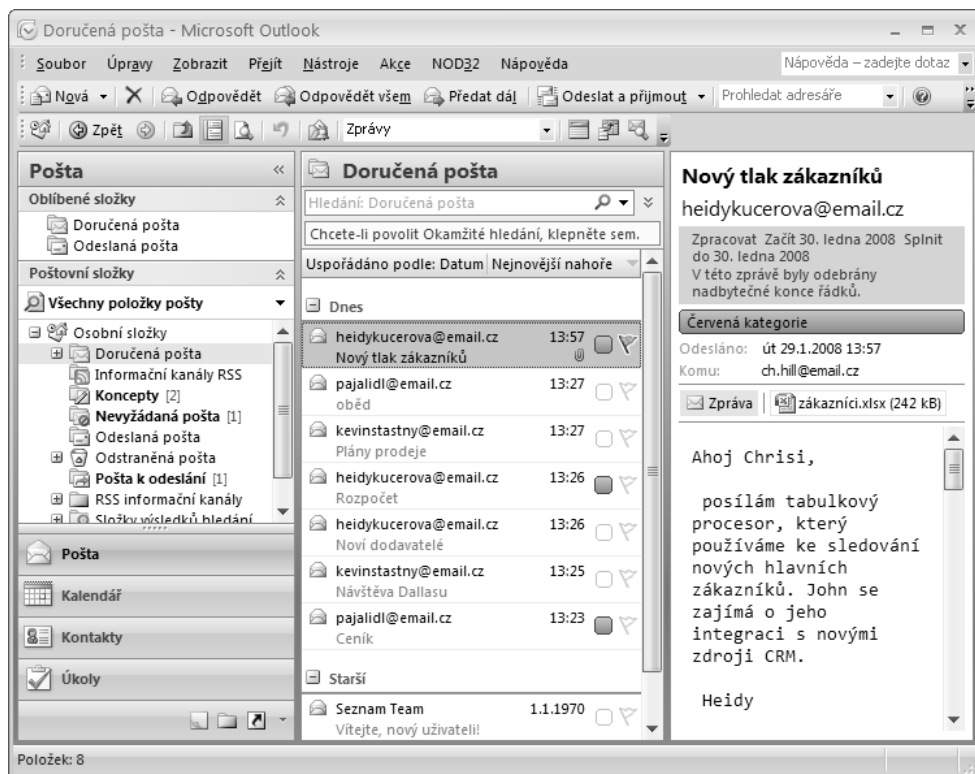 Doručená pošta - Microsoft Outlook
Soubor Úpravy Zobrazit Přejít Nástroje Akce NOD32 Nápověda Nápověda – zadejte dotaz
Nová Odpovědět Odpovědět všem Předat dál Odeslat a přijmout Prohledat adresáře
Zpět Zprávy
Pošta
Oblíbené složky
Doručená pošta
Odeslaná pošta
Poštovní složky
Všechny položky pošty
Osobní složky
Doručená pošta
Informační kanály RSS
Koncepty [2]
Nevyžádaná pošta [1]
Odeslaná pošta
Odstraněná pošta
Pošta k odeslání [1]
RSS informační kanály
Složky výsledků hledání
Pošta
Kalendář
Kontakty
Úkoly
Doručená pošta
Hledání: Doručená pošta
Chcete-li povolit Okamžité hledání, klepněte sem.
Uspořádáno podle: Datum Nejnovější nahoře
Dnes
heidykucerova@email.cz 13:57
Nový tlak zákazníků
pajalidl@email.cz 13:27
oběd
kevinstastny@email.cz 13:27
Plány prodeje
heidykucerova@email.cz 13:26
Rozpočet
heidykucerova@email.cz 13:26
Noví dodavatelé
kevinstastny@email.cz 13:25
Návštěva Dallasu
pajalidl@email.cz 13:23
Ceník
Starší
Seznam Team 1.1.1970
Vítejte, nový uživateli!
Nový tlak zákazníků
heidykucerova@email.cz
Zpracovat Začít 30. ledna 2008 Splnit
do 30. ledna 2008
V této zprávě byly odebrány
nadbytečné konce řádků.
Červená kategorie
Odesláno: út 29.1.2008 13:57
Komu: ch.hill@email.cz
Zpráva zákazníci.xlsx (242 kB)
Ahoj Chrisi,
posílám tabulkový
procesor, který
používáme ke sledování
nových hlavních
zákazníků. John se
zajímá o jeho
integraci s novými
zdroji CRM.
Heidy
Položek: 8